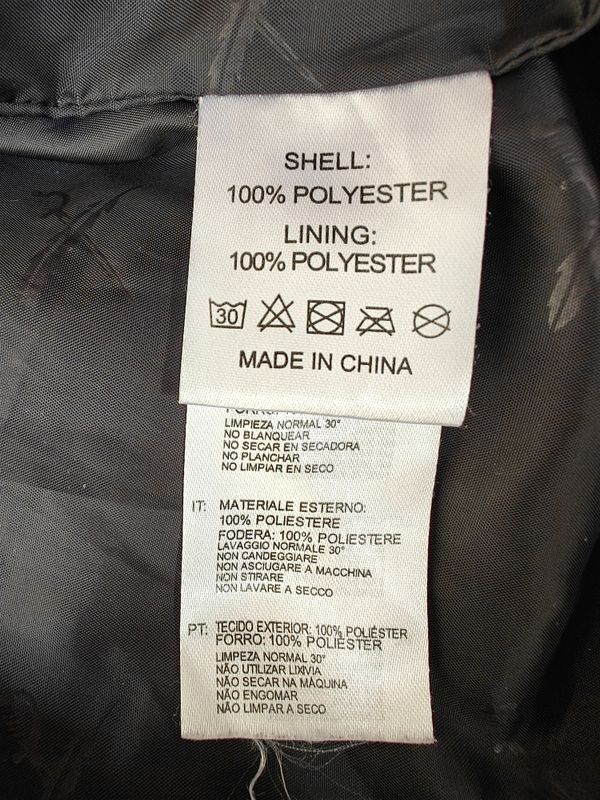 SHELL:
100% POLYESTER
LINING:
100% POLYESTER
30
MADE IN CHINA
LIMPIEZA NORMAL 30°
NO BLANQUEAR
NO SECAR EN SECADORA
NO PLANCHAR
NO LIMPIAR EN SECO
IT: MATERIALE ESTERNO:
100% POLIESTERE
FODERA: 100% POLIESTERE
LAVAGGIO NORMALE 30°
NON CANDEGGIARE
NON ASCIUGARE A MACCHINA
NON STIRARE
NON LAVARE A SECCO
PT: TECIDO EXTERIOR: 100% POLIÉSTER
FORRO: 100% POLIÉSTER
LIMPEZA NORMAL 30°
NÃO UTILIZAR LIXIVIA
NÃO SECAR NA MÁQUINA
NÃO ENGOMAR
NÃO LIMPAR A SECO